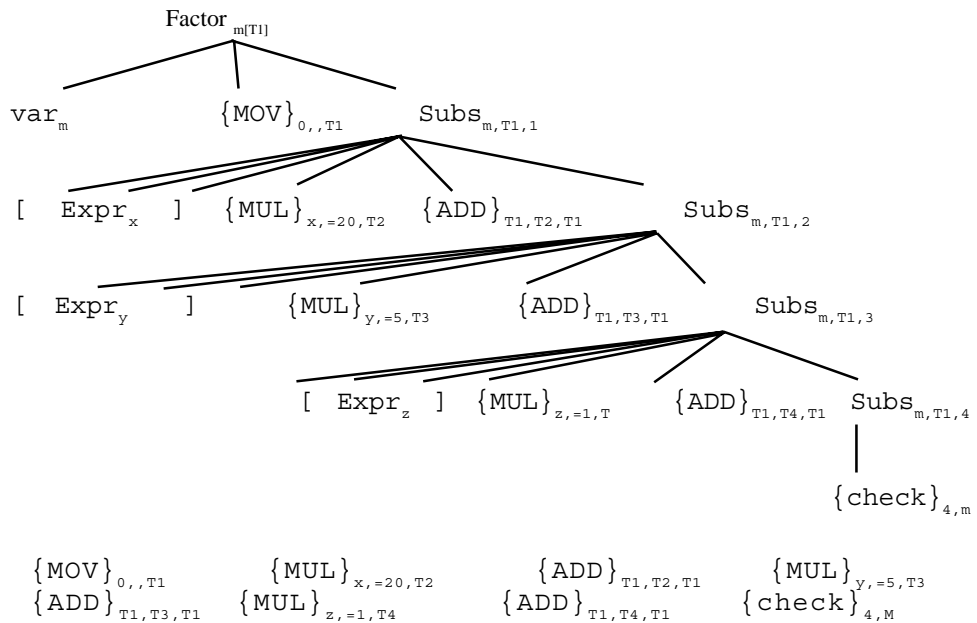 Factor m[T1]
var m {MOV} 0,,T1 Subs m,T1,1
[ Expr x ] {MUL} x,=20,T2 {ADD} T1,T2,T1 Subs m,T1,2
[ Expr y ] {MUL} y,=5,T3 {ADD} T1,T3,T1 Subs m,T1,3
[ Expr z ] {MUL} z,=1,T {ADD} T1,T4,T1 Subs m,T1,4
{check} 4,m
{MOV} 0,,T1 {MUL} x,=20,T2 {ADD} T1,T2,T1 {MUL} y,=5,T3
{ADD} T1,T3,T1 {MUL} z,=1,T4 {ADD} T1,T4,T1 {check} 4,M